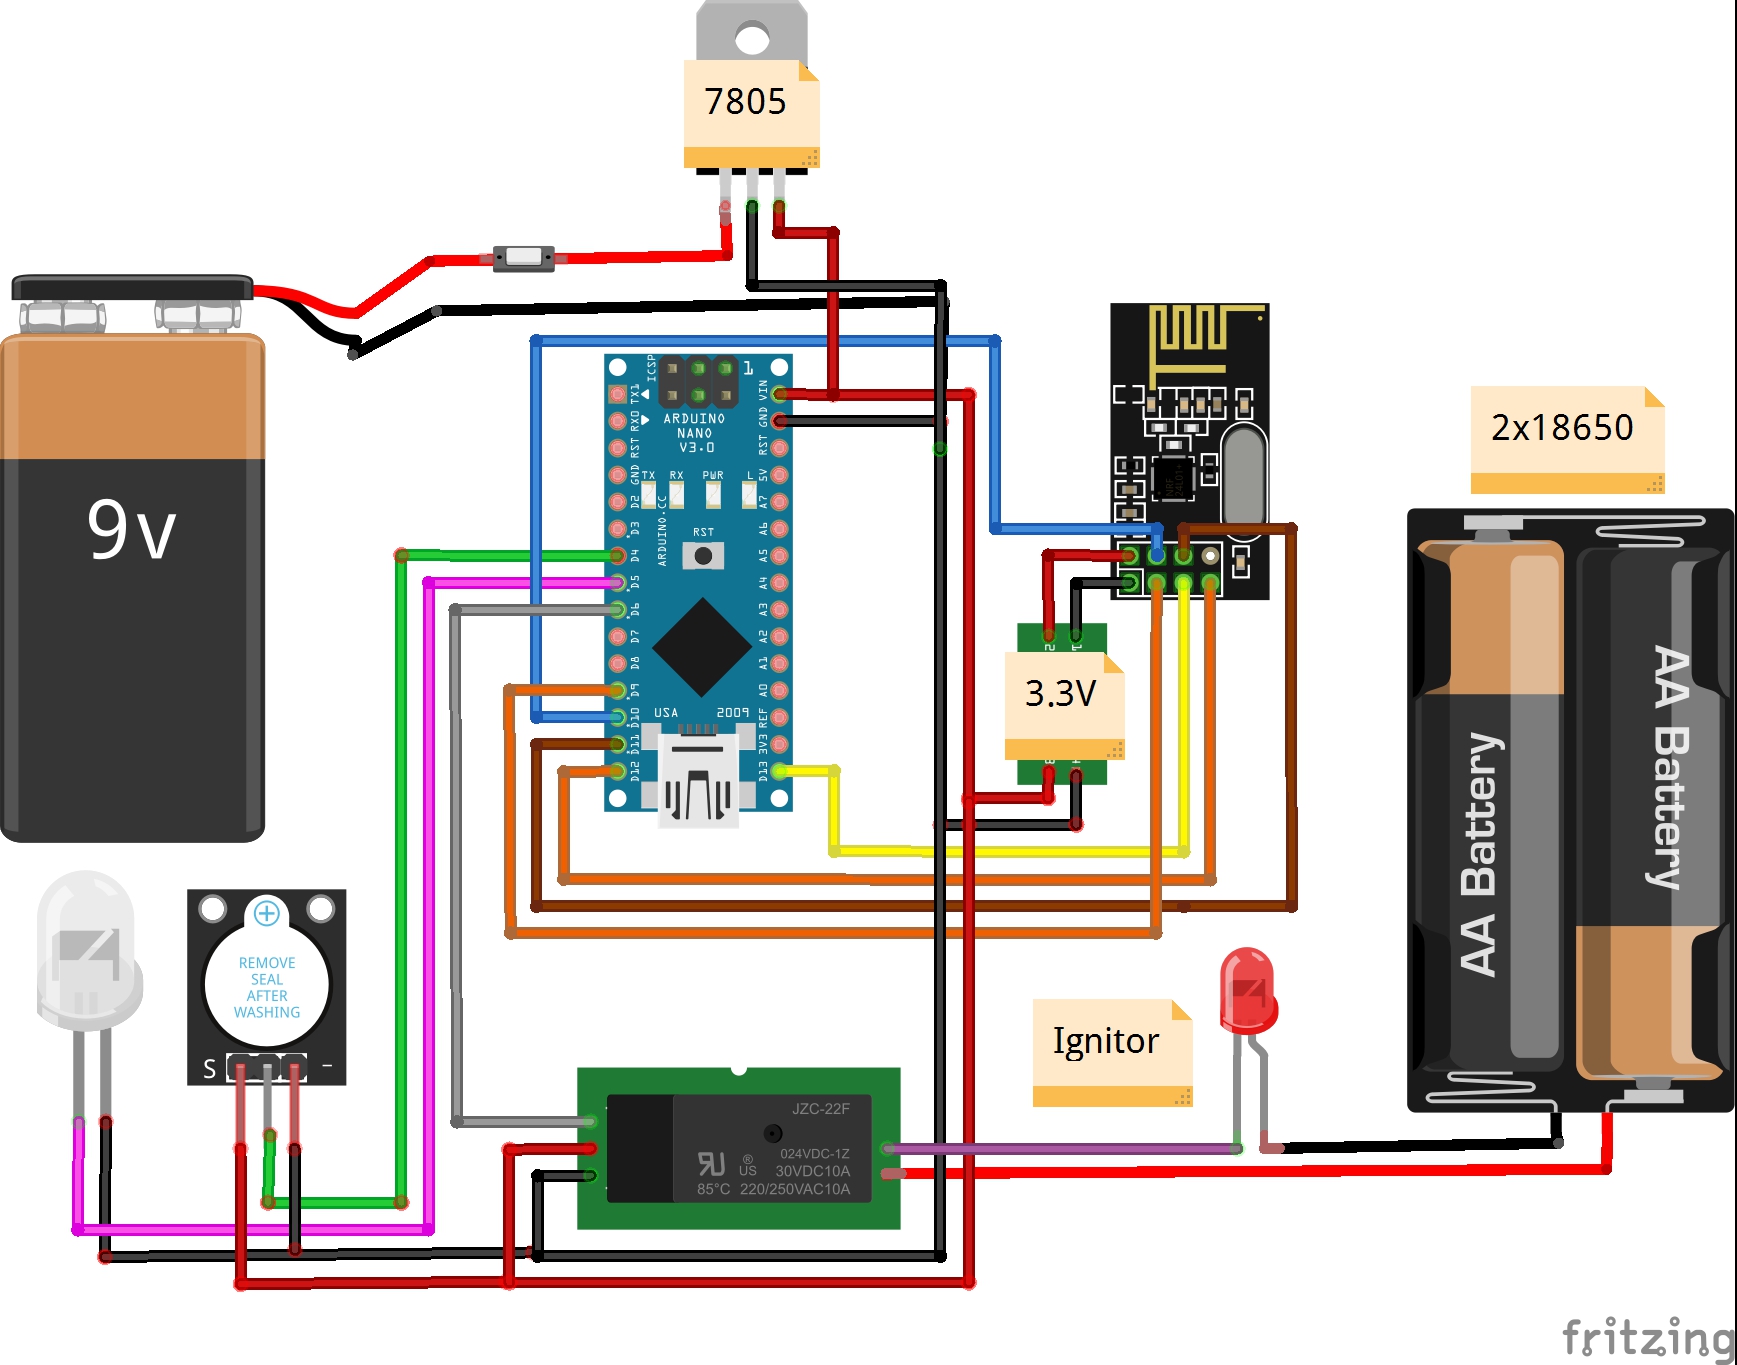 7805
9v
2x18650
ICSP
1
ARDUINO
NANO
V3.0
TX RX PWR L
RST
ARDUINO.CC
USA 2009
TX1
RX0
RST
GND
D2
D3
D4
D5
D6
D7
D8
D9
D10
D11
D12
VIN
GND
RST
5V
A7
A6
A5
A4
A3
A2
A1
A0
REF
3V3
D13
NRF
24L01+
3.3V
AA Battery
AA Battery
REMOVE
SEAL
AFTER
WASHING
S
-
Ignitor
JZC-22F
024VDC-1Z
® US 30VDC10A
85°C 220/250VAC10A
fritzing